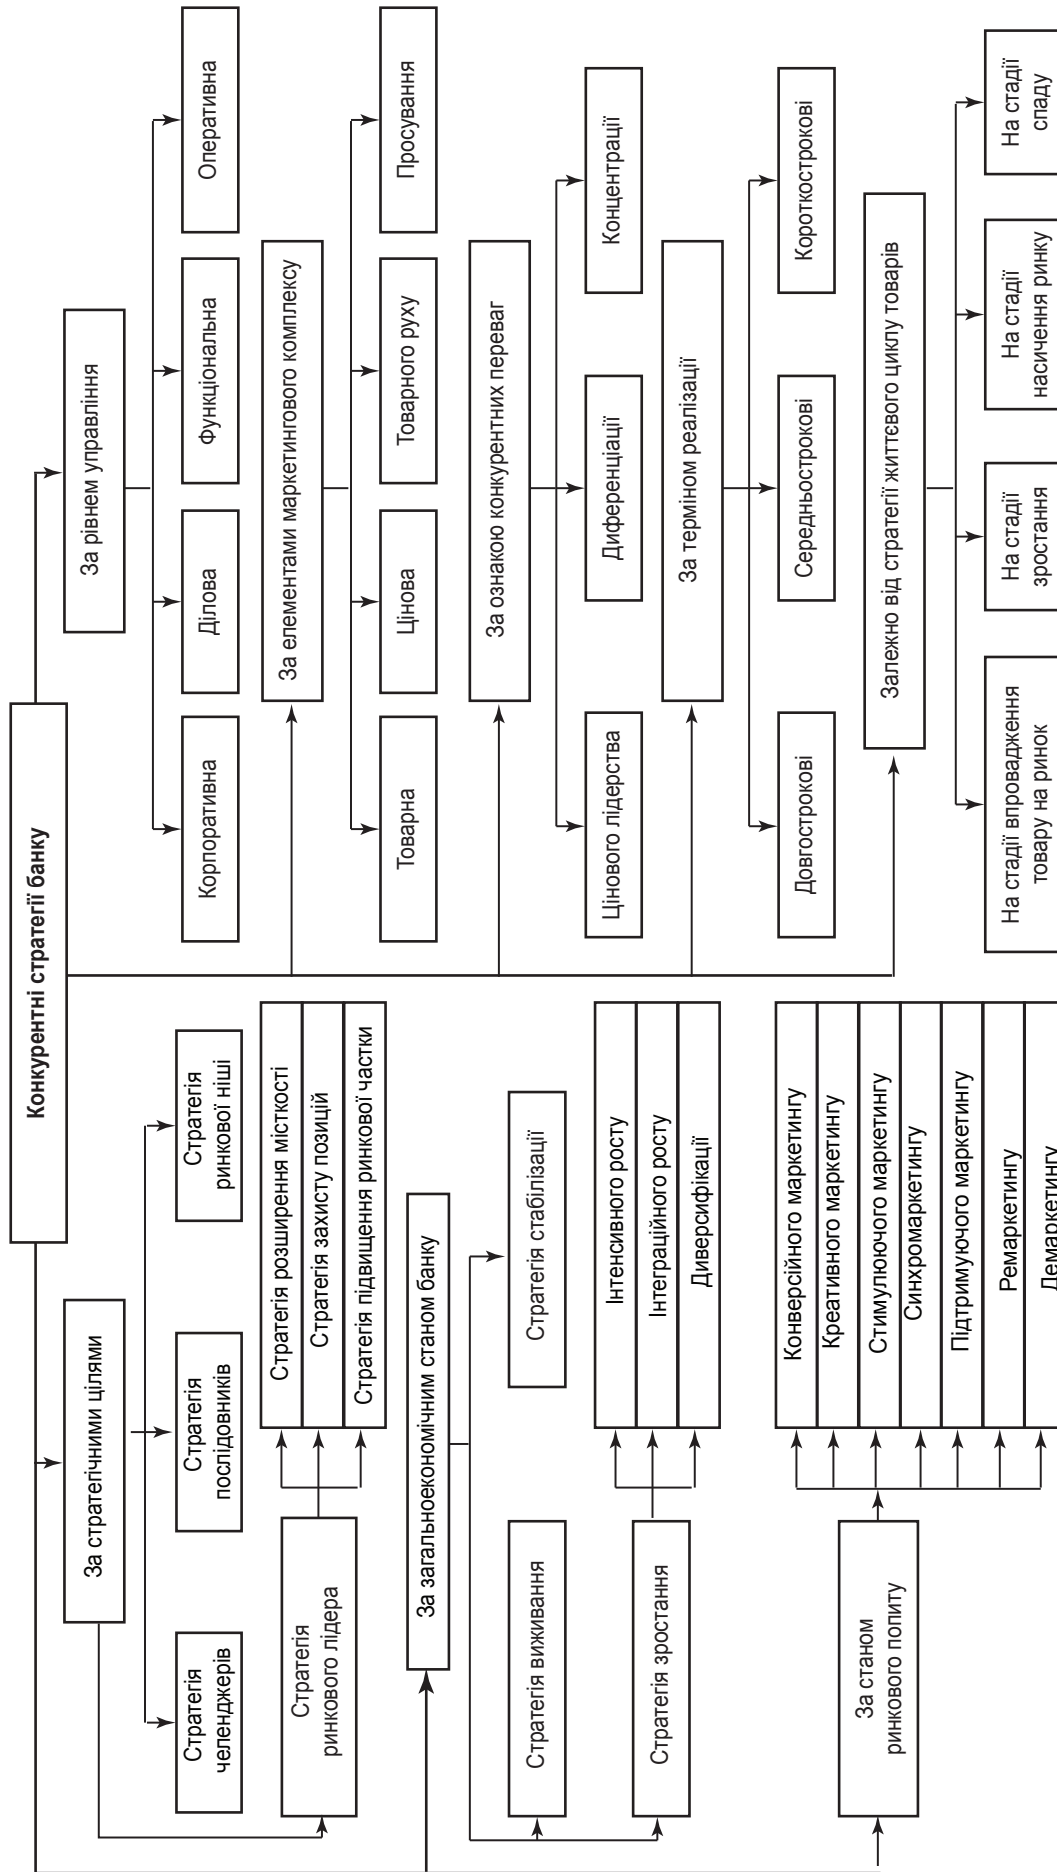 Конкурентні стратегії банку
За стратегічними цілями
Стратегія
челенджерів
Стратегія
послідовників
Стратегія
ринкової ніші
Стратегія
ринкового лідера
Стратегія розширення місткості
Стратегія захисту позицій
Стратегія підвищення ринкової частки
За загальноекономічним станом банку
Стратегія виживання
Стратегія стабілізації
Стратегія зростання
Інтенсивного росту
Інтеграційного росту
Диверсифікації
За станом
ринкового попиту
Конверсійного маркетингу
Креативного маркетингу
Стимулюючого маркетингу
Синхромаркетингу
Підтримуючого маркетингу
Ремаркетингу
Демаркетингу
За рівнем управління
Корпоративна
Ділова
Функціональна
Оперативна
За елементами маркетингового комплексу
Товарна
Цінова
Товарного руху
Просування
За ознакою конкурентних переваг
Цінового лідерства
Диференціації
Концентрації
За терміном реалізації
Довгострокові
Середньострокові
Короткострокові
Залежно від стратегії життєвого циклу товарів
На стадії впровадження
товару на ринок
На стадії
зростання
На стадії
насичення ринку
На стадії
спаду